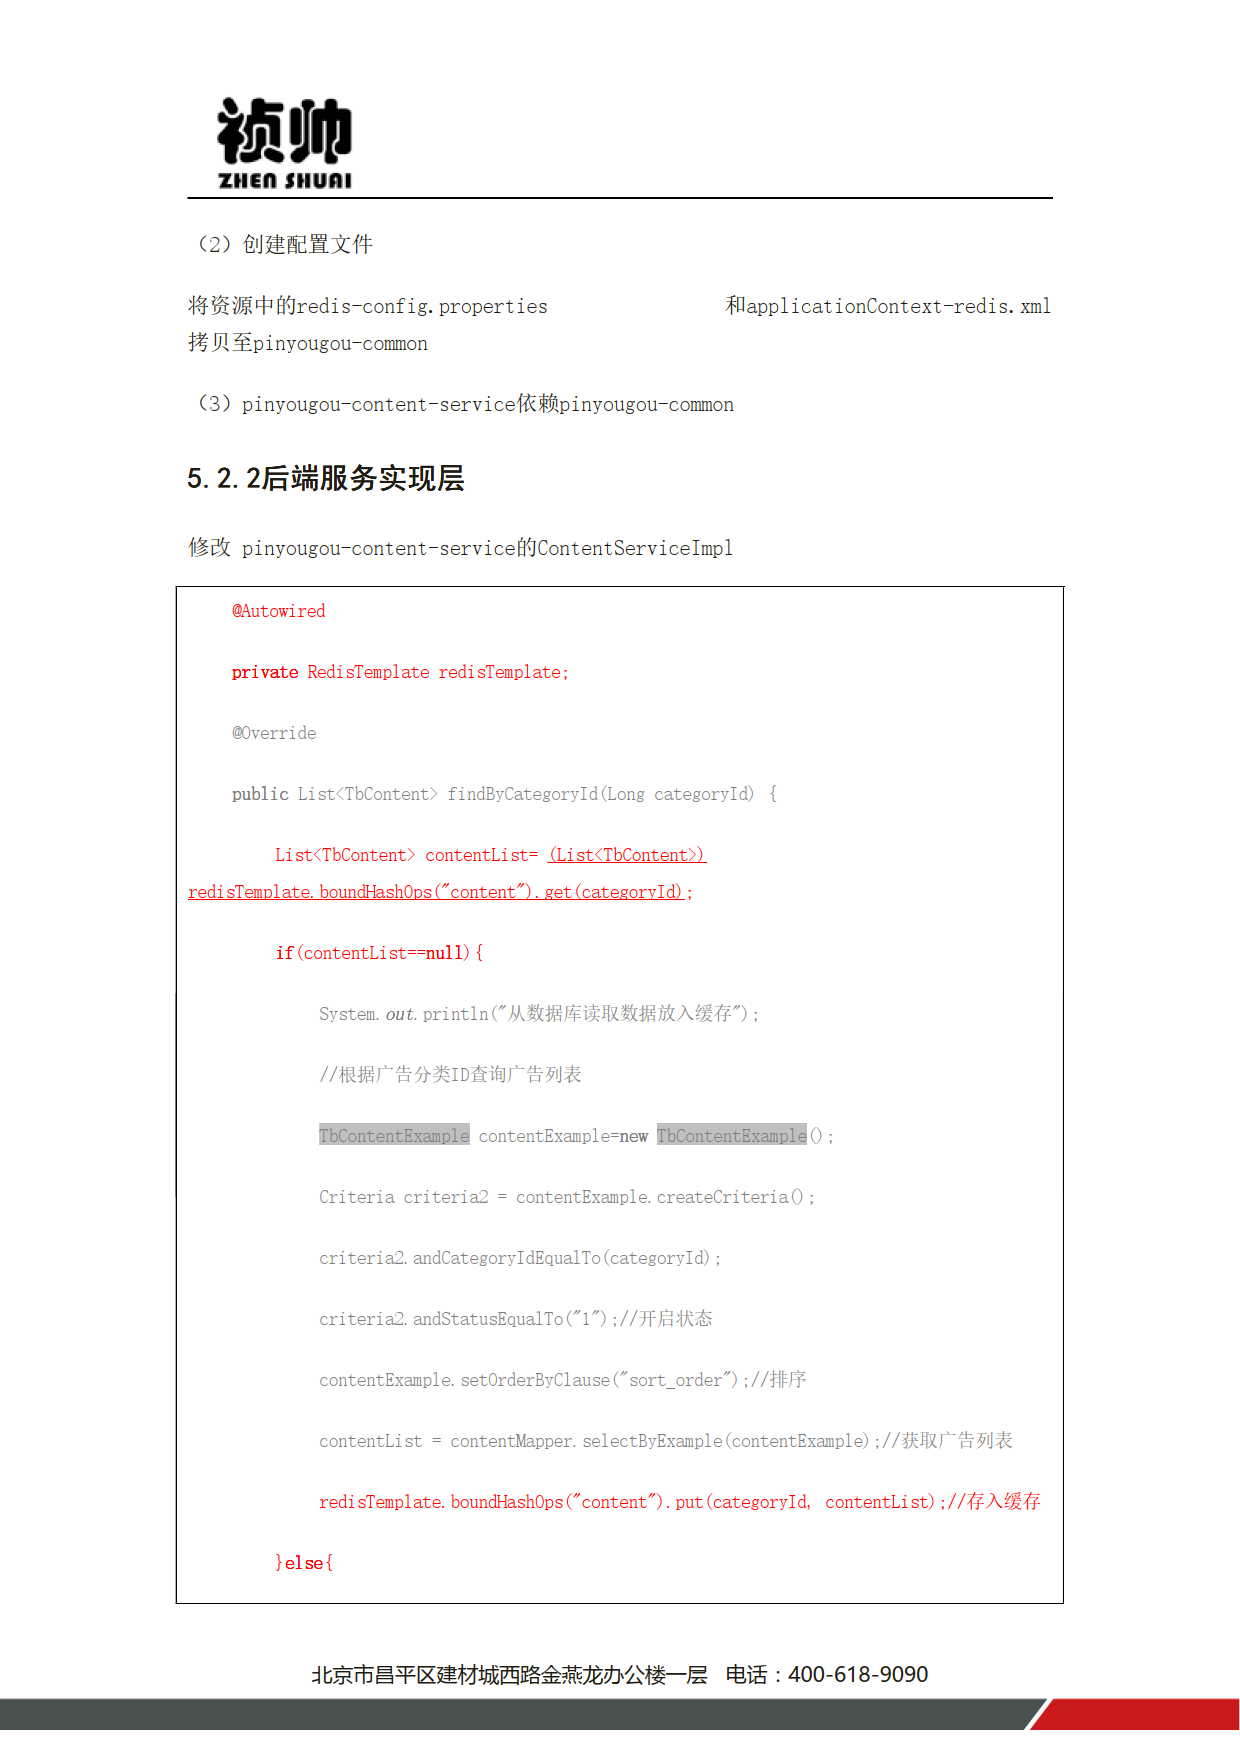 祯帅
ZHEN SHUAI
（2）创建配置文件
将资源中的redis-config.properties 和applicationContext-redis.xml
拷贝至pinyougou-common
（3）pinyougou-content-service依赖pinyougou-common
5.2.2后端服务实现层
修改 pinyougou-content-service的ContentServiceImpl
@Autowired
private RedisTemplate redisTemplate;
@Override
public List<TbContent> findByCategoryId(Long categoryId) {
List<TbContent> contentList= (List<TbContent>)
redisTemplate.boundHashOps("content").get(categoryId);
if(contentList==null){
System.out.println("从数据库读取数据放入缓存");
//根据广告分类ID查询广告列表
TbContentExample contentExample=new TbContentExample();
Criteria criteria2 = contentExample.createCriteria();
criteria2.andCategoryIdEqualTo(categoryId);
criteria2.andStatusEqualTo("1");//开启状态
contentExample.setOrderByClause("sort_order");//排序
contentList = contentMapper.selectByExample(contentExample);//获取广告列表
redisTemplate.boundHashOps("content").put(categoryId, contentList);//存入缓存
}else{
北京市昌平区建材城西路金燕龙办公楼一层 电话：400-618-9090